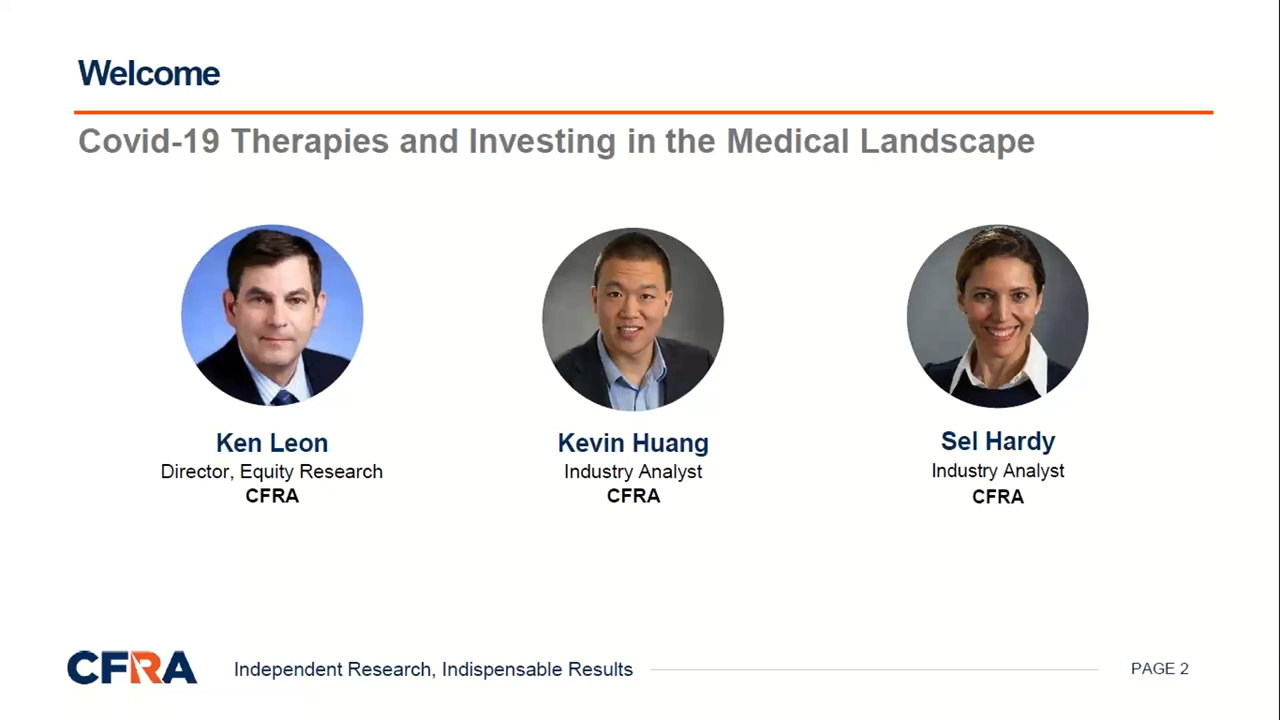 Welcome
Covid-19 Therapies and Investing in the Medical Landscape
Ken Leon
Director, Equity Research
CFRA
Kevin Huang
Industry Analyst
CFRA
Sel Hardy
Industry Analyst
CFRA
CFRA
Independent Research, Indispensable Results
PAGE 2